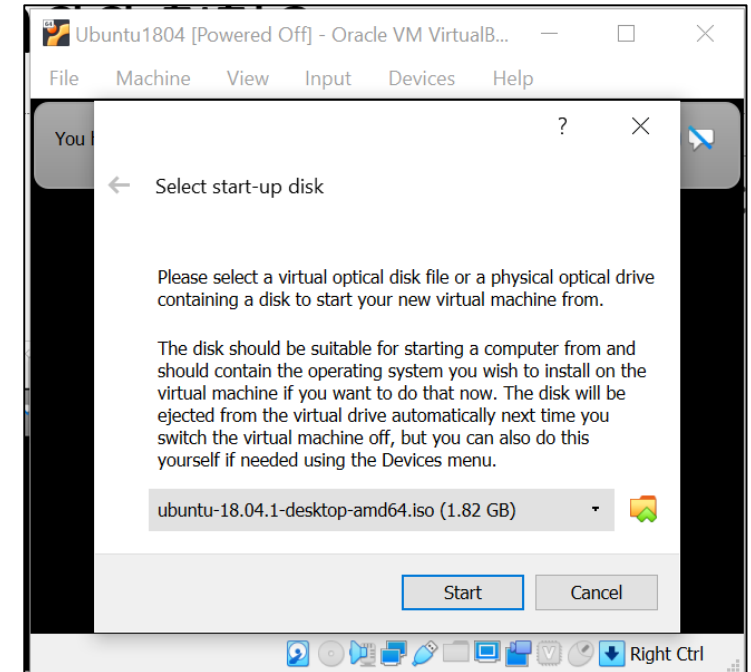 Ubuntu1804 [Powered Off] - Oracle VM VirtualB...
File Machine View Input Devices Help
You
?
Select start-up disk
Please select a virtual optical disk file or a physical optical drive
containing a disk to start your new virtual machine from.
The disk should be suitable for starting a computer from and
should contain the operating system you wish to install on the
virtual machine if you want to do that now. The disk will be
ejected from the virtual drive automatically next time you
switch the virtual machine off, but you can also do this
yourself if needed using the Devices menu.
ubuntu-18.04.1-desktop-amd64.iso (1.82 GB)
Start Cancel
Right Ctrl